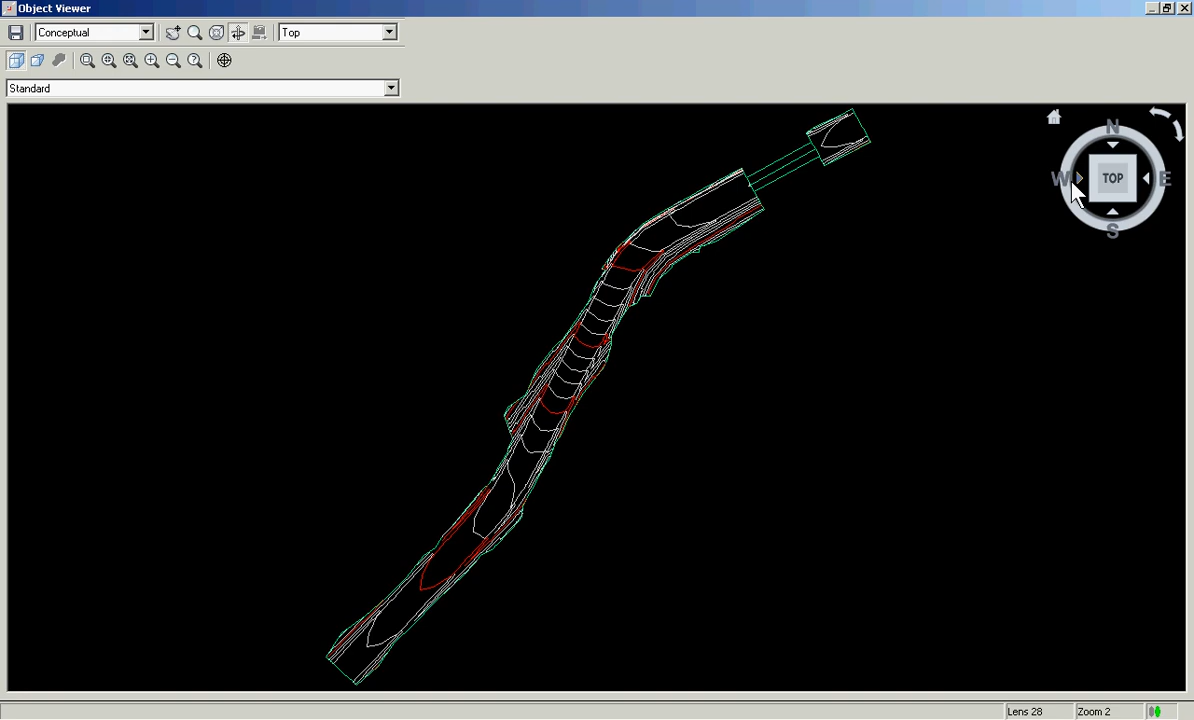 Object Viewer
Conceptual
Top
Standard
N
W
TOP
E
S
Lens 28
Zoom 2